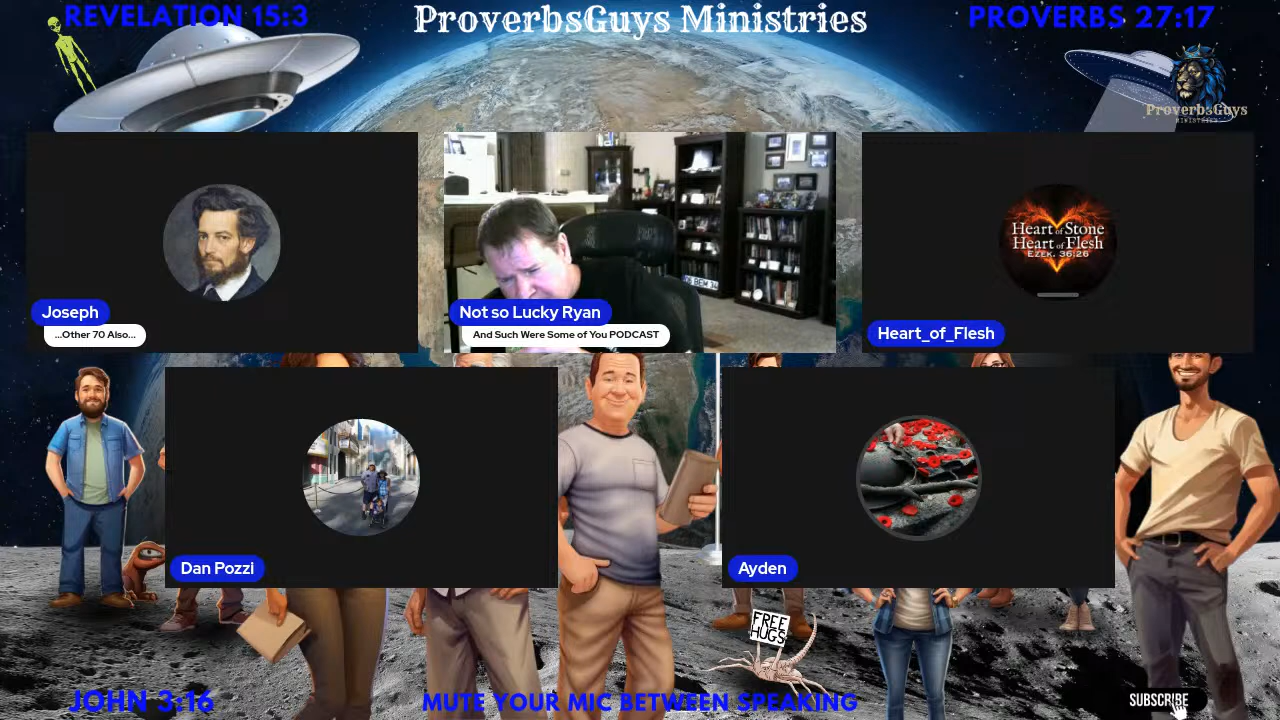 REVELATION 15:3
ProverbsGuys Ministries
PROVERBS 27:17
ProverbsGuys
MINISTRIES
Joseph
...Other 70 Also...
Not so Lucky Ryan
And Such Were Some of You PODCAST
Heart of Stone
Heart of Flesh
EZEK. 36:26
Heart_of_Flesh
Dan Pozzi
Ayden
FREE
HUGS
JOHN 3:16
MUTE YOUR MIC BETWEEN SPEAKING
SUBSCRIBE